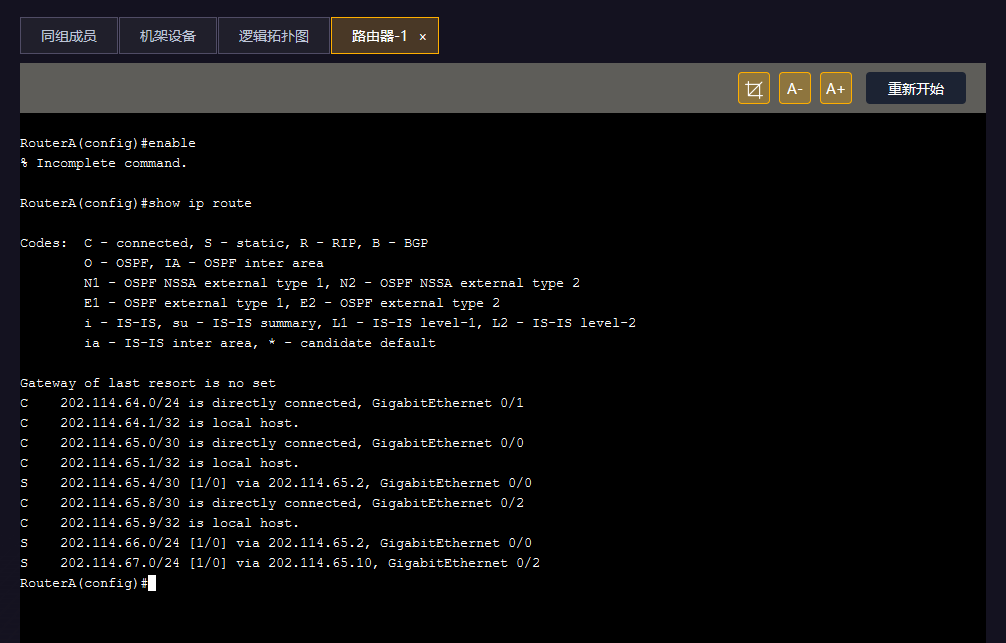 同组成员 机架设备 逻辑拓扑图 路由器-1 ×
A- A+ 重新开始
RouterA(config)#enable
% Incomplete command.
RouterA(config)#show ip route
Codes:  C - connected, S - static, R - RIP, B - BGP
        O - OSPF, IA - OSPF inter area
        N1 - OSPF NSSA external type 1, N2 - OSPF NSSA external type 2
        E1 - OSPF external type 1, E2 - OSPF external type 2
        i - IS-IS, su - IS-IS summary, L1 - IS-IS level-1, L2 - IS-IS level-2
        ia - IS-IS inter area, * - candidate default
Gateway of last resort is no set
C    202.114.64.0/24 is directly connected, GigabitEthernet 0/1
C    202.114.64.1/32 is local host.
C    202.114.65.0/30 is directly connected, GigabitEthernet 0/0
C    202.114.65.1/32 is local host.
S    202.114.65.4/30 [1/0] via 202.114.65.2, GigabitEthernet 0/0
C    202.114.65.8/30 is directly connected, GigabitEthernet 0/2
C    202.114.65.9/32 is local host.
S    202.114.66.0/24 [1/0] via 202.114.65.2, GigabitEthernet 0/0
S    202.114.67.0/24 [1/0] via 202.114.65.10, GigabitEthernet 0/2
RouterA(config)#